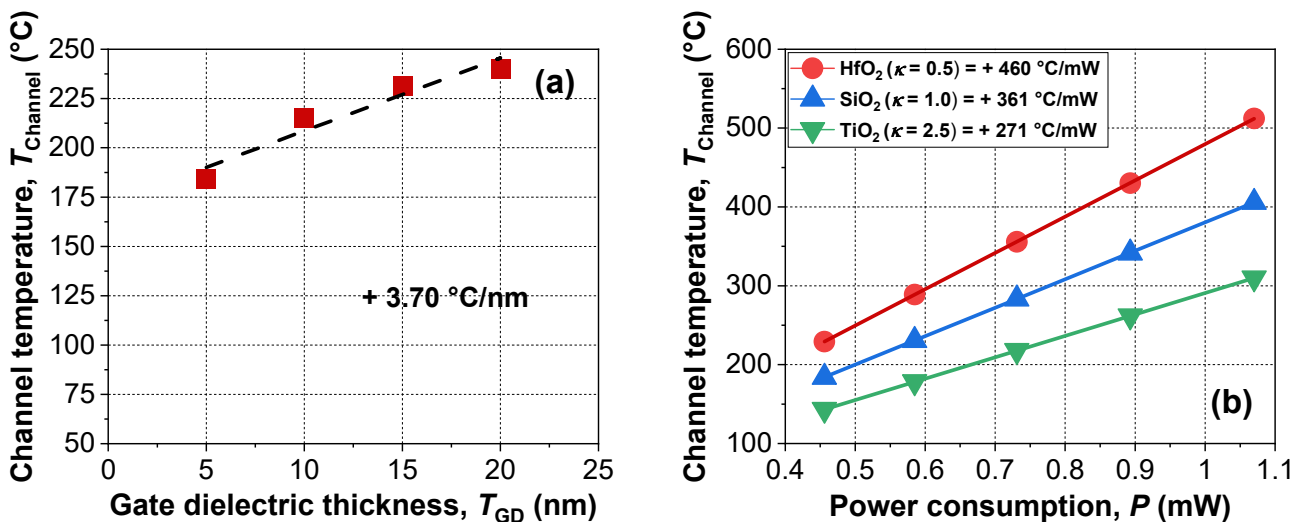 (a)
Channel temperature, T_Channel (°C)
250
225
200
175
150
125
100
75
50
+ 3.70 °C/nm
0 5 10 15 20 25
Gate dielectric thickness, T_GD (nm)
(b)
Channel temperature, T_Channel (°C)
600
500
400
300
200
100
HfO₂ (κ = 0.5) = + 460 °C/mW
SiO₂ (κ = 1.0) = + 361 °C/mW
TiO₂ (κ = 2.5) = + 271 °C/mW
0.4 0.5 0.6 0.7 0.8 0.9 1 1.1
Power consumption, P (mW)